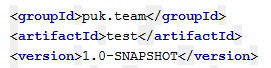 <groupId>puk.team</groupId>
<artifactId>test</artifactId>
<version>1.0-SNAPSHOT</version>